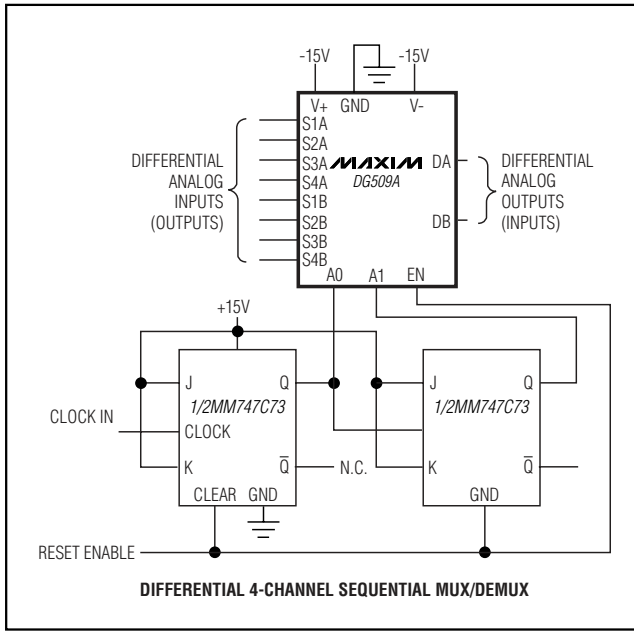 -15V
-15V
V+ GND V-
S1A
S2A
S3A
S4A
S1B
S2B
S3B
S4B
DIFFERENTIAL
ANALOG
INPUTS
(OUTPUTS)
MAXIM
DG509A
DA
DB
DIFFERENTIAL
ANALOG
OUTPUTS
(INPUTS)
A0 A1 EN
+15V
J Q
1/2MM747C73
CLOCK IN
CLOCK
K Q̅
N.C.
CLEAR GND
J Q
1/2MM747C73
K Q̅
GND
RESET ENABLE
DIFFERENTIAL 4-CHANNEL SEQUENTIAL MUX/DEMUX